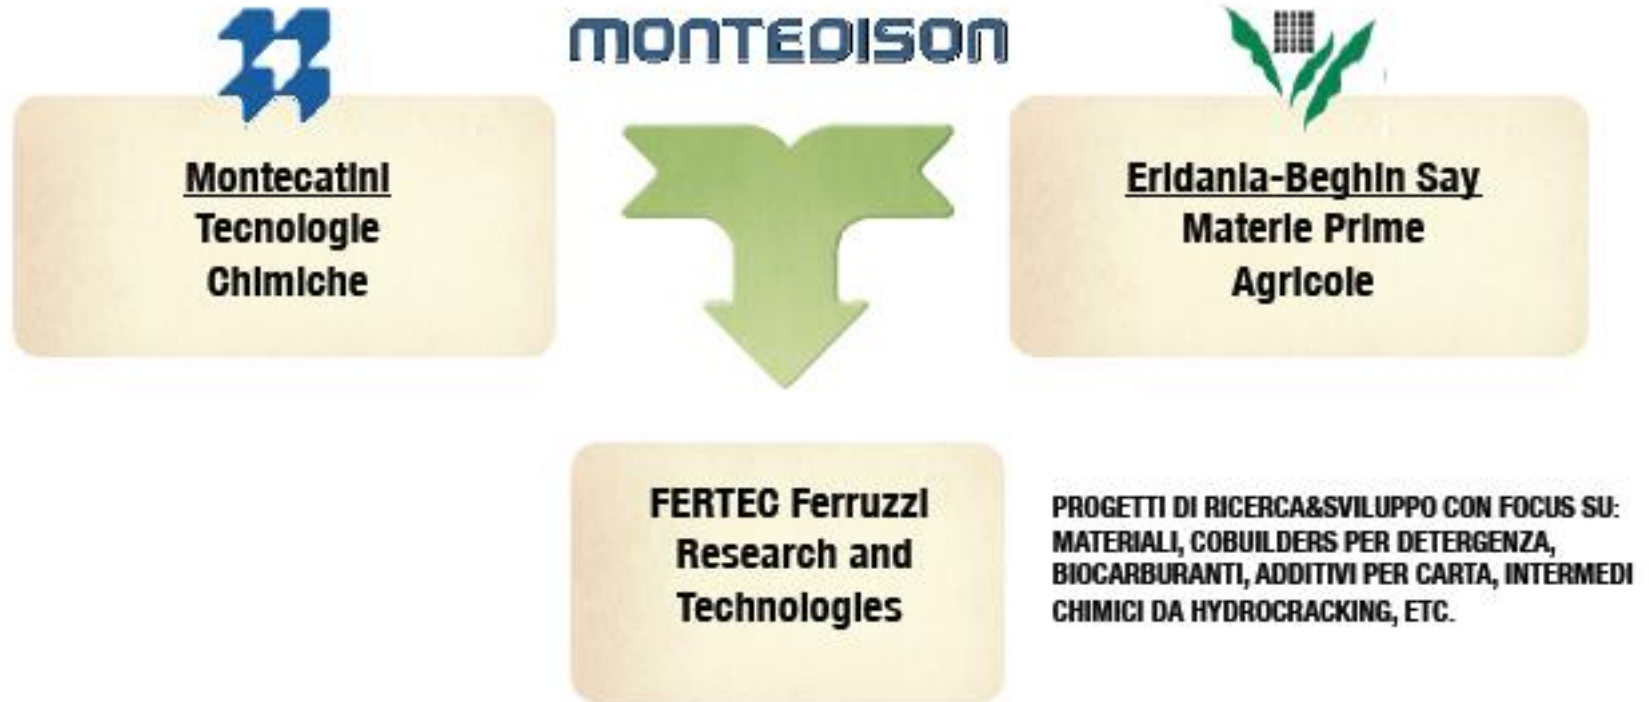 MONTEDISON
Montecatini
Tecnologie
Chimiche
Eridania-Beghin Say
Materie Prime
Agricole
FERTEC Ferruzzi
Research and
Technologies
PROGETTI DI RICERCA&SVILUPPO CON FOCUS SU:
MATERIALI, COBUILDERS PER DETERGENZA,
BIOCARBURANTI, ADDITIVI PER CARTA, INTERMEDI
CHIMICI DA HYDROCRACKING, ETC.